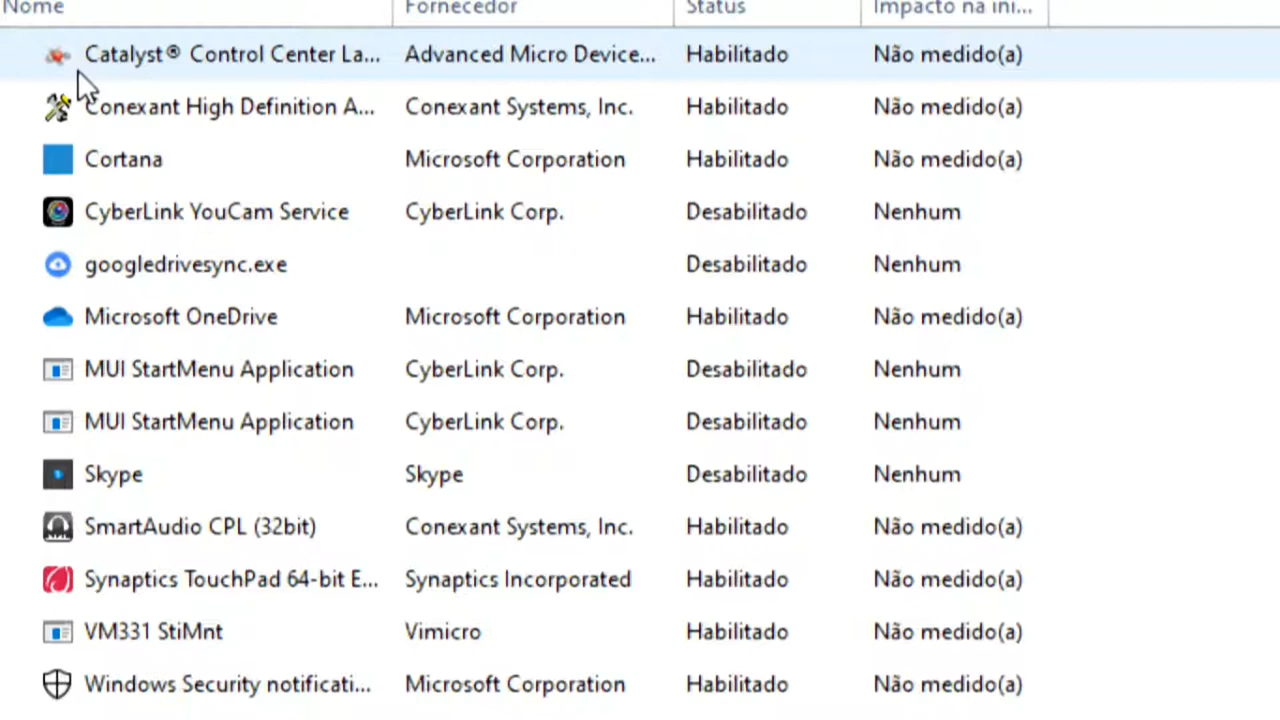 Nome Fornecedor Status Impacto na ini...
Catalyst® Control Center La... Advanced Micro Device... Habilitado Não medido(a)
Conexant High Definition A... Conexant Systems, Inc. Habilitado Não medido(a)
Cortana Microsoft Corporation Habilitado Não medido(a)
CyberLink YouCam Service CyberLink Corp. Desabilitado Nenhum
googledrivesync.exe Desabilitado Nenhum
Microsoft OneDrive Microsoft Corporation Habilitado Não medido(a)
MUI StartMenu Application CyberLink Corp. Desabilitado Nenhum
MUI StartMenu Application CyberLink Corp. Desabilitado Nenhum
Skype Skype Desabilitado Nenhum
SmartAudio CPL (32bit) Conexant Systems, Inc. Habilitado Não medido(a)
Synaptics TouchPad 64-bit E... Synaptics Incorporated Habilitado Não medido(a)
VM331 StiMnt Vimicro Habilitado Não medido(a)
Windows Security notificati... Microsoft Corporation Habilitado Não medido(a)